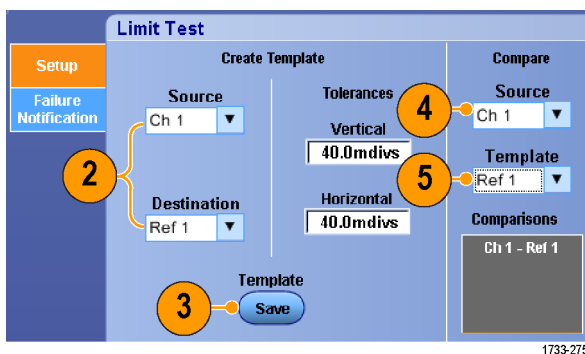 Limit Test
Setup
Failure
Notification
Create Template
Source
Ch 1
2
Destination
Ref 1
Tolerances
Vertical
40.0mdivs
Horizontal
40.0mdivs
Template
3
Save
Compare
Source
4
Ch 1
Template
5
Ref 1
Comparisons
Ch 1 - Ref 1
1733-275